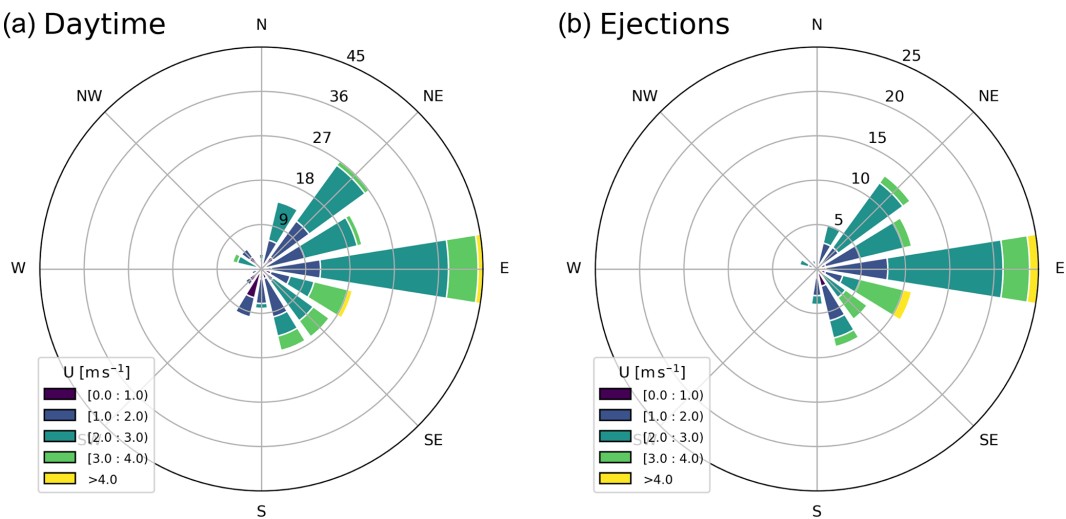 (a) Daytime
N
45
36
27
18
9
NE
E
SE
S
W
NW
U [m s⁻¹]
[0.0 : 1.0)
[1.0 : 2.0)
[2.0 : 3.0)
[3.0 : 4.0)
>4.0
(b) Ejections
N
25
20
15
10
5
NE
E
SE
S
W
NW
U [m s⁻¹]
[0.0 : 1.0)
[1.0 : 2.0)
[2.0 : 3.0)
[3.0 : 4.0)
>4.0